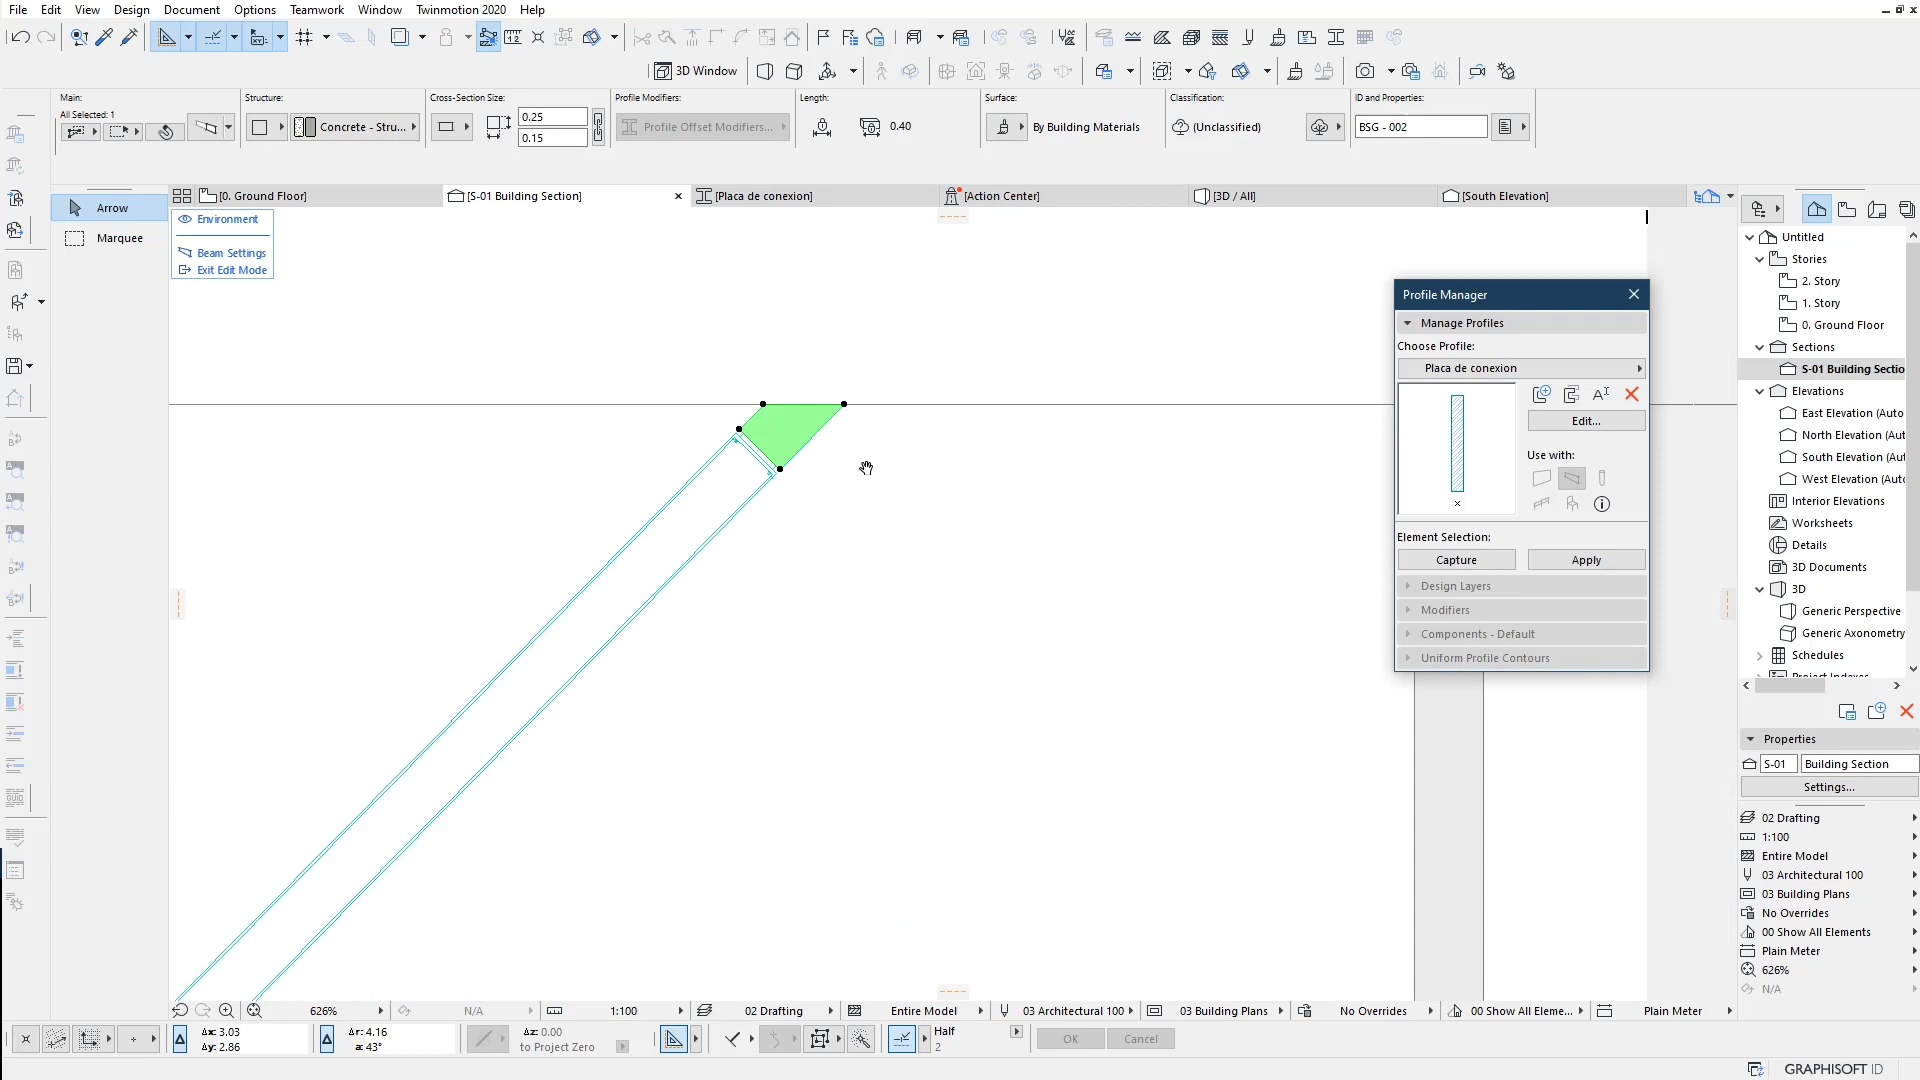 File Edit View Design Document Options Teamwork Window Twinmotion 2020 Help
3D Window
Main:
All Selected: 1
Structure:
Concrete - Stru...
Cross-Section Size:
0.25
0.15
Profile Modifiers:
Profile Offset Modifiers...
Length:
0.40
Surface:
By Building Materials
Classification:
(Unclassified)
ID and Properties:
BSG - 002
Arrow
Marquee
[0. Ground Floor]
[S-01 Building Section]
[Placa de conexion]
[Action Center]
[3D / All]
[South Elevation]
Environment
Beam Settings
Exit Edit Mode
Profile Manager
Manage Profiles
Choose Profile:
Placa de conexion
Edit...
Use with:
Element Selection:
Capture Apply
Design Layers
Modifiers
Components - Default
Uniform Profile Contours
Untitled
Stories
2. Story
1. Story
0. Ground Floor
Sections
S-01 Building Sectio
Elevations
East Elevation (Auto
North Elevation (Aut
South Elevation (Aut
West Elevation (Auto
Interior Elevations
Worksheets
Details
3D Documents
3D
Generic Perspective
Generic Axonometry
Schedules
Properties
S-01 Building Section
Settings...
02 Drafting
1:100
Entire Model
03 Architectural 100
03 Building Plans
No Overrides
00 Show All Elements
Plain Meter
626%
N/A
626% N/A 1:100 02 Drafting Entire Model 03 Architectural 100 03 Building Plans No Overrides 00 Show All Eleme... Plain Meter
Δx: 3.03
Δy: 2.86
Δr: 4.16
a: 43°
Δz: 0.00
to Project Zero
Half
2
OK Cancel
GRAPHISOFT ID